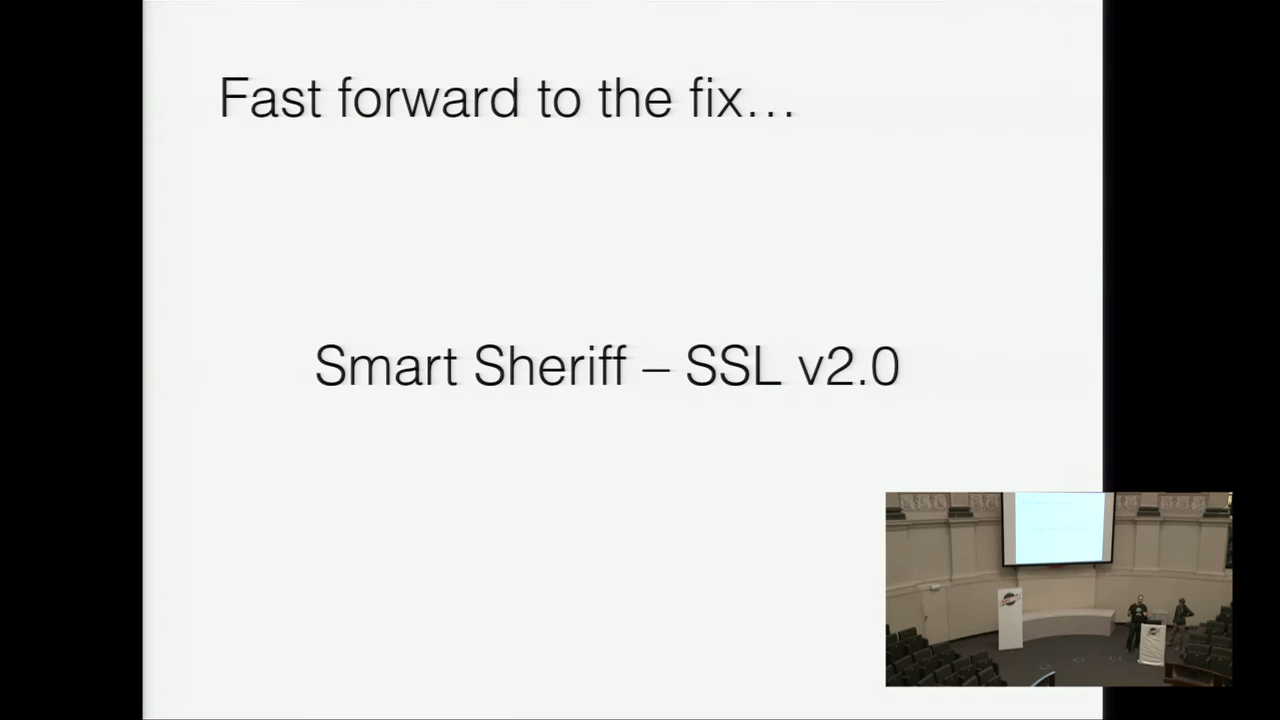 Fast forward to the fix…
Smart Sheriff – SSL v2.0